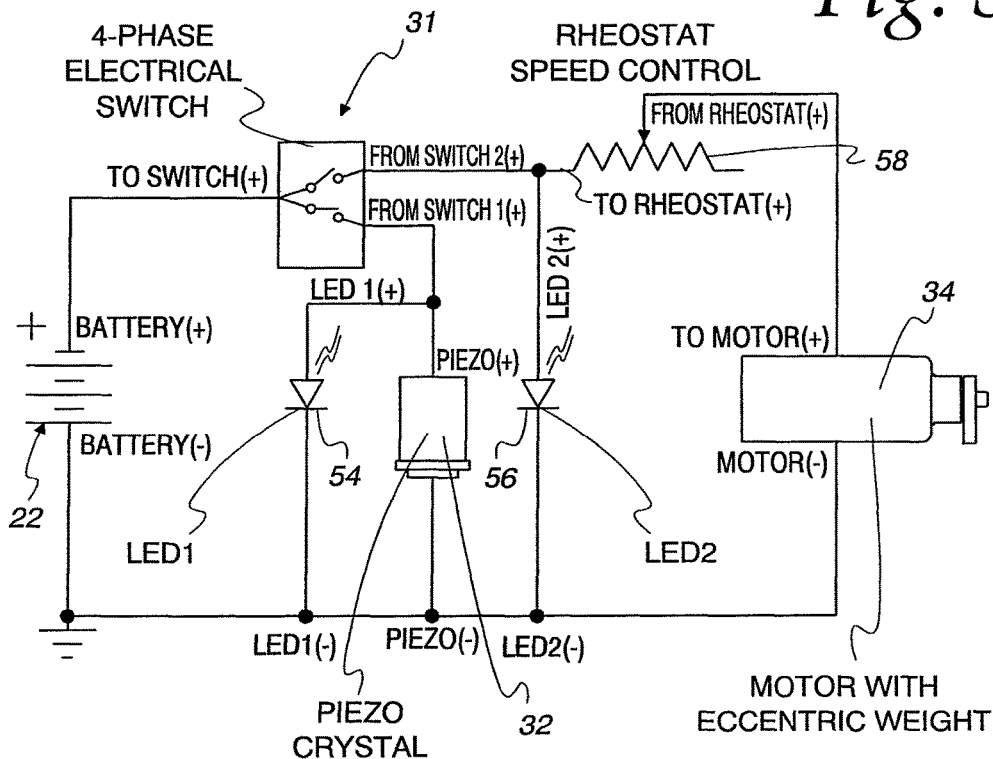 Fig.
31
4-PHASE
ELECTRICAL
SWITCH
RHEOSTAT
SPEED CONTROL
FROM RHEOSTAT(+)
58
FROM SWITCH 2(+)
TO SWITCH(+)
TO RHEOSTAT(+)
FROM SWITCH 1(+)
LED 2(+)
LED 1(+)
34
+
BATTERY(+)
TO MOTOR(+)
PIEZO(+)
BATTERY(-)
54
56
MOTOR(-)
22
LED1
LED2
LED1(-)
PIEZO(-)
LED2(-)
PIEZO
CRYSTAL
32
MOTOR WITH
ECCENTRIC WEIGHT